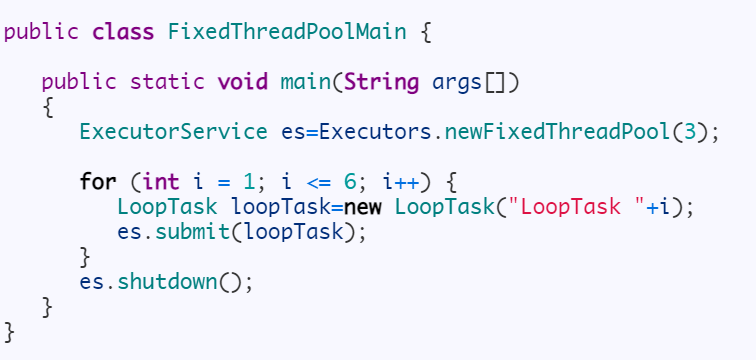 public class FixedThreadPoolMain {
public static void main(String args[])
{
ExecutorService es=Executors.newFixedThreadPool(3);
for (int i = 1; i <= 6; i++) {
LoopTask loopTask=new LoopTask("LoopTask "+i);
es.submit(loopTask);
}
es.shutdown();
}
}